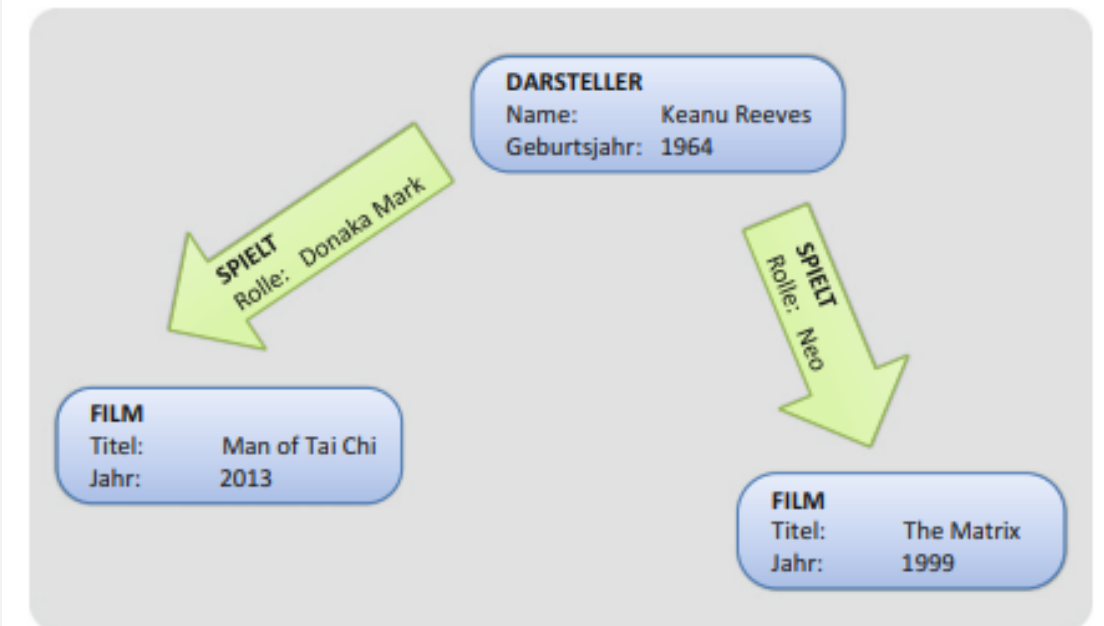 DARSTELLER
Name: Keanu Reeves
Geburtsjahr: 1964
SPIELT
Rolle: Donaka Mark
SPIELT
Rolle: Neo
FILM
Titel: Man of Tai Chi
Jahr: 2013
FILM
Titel: The Matrix
Jahr: 1999